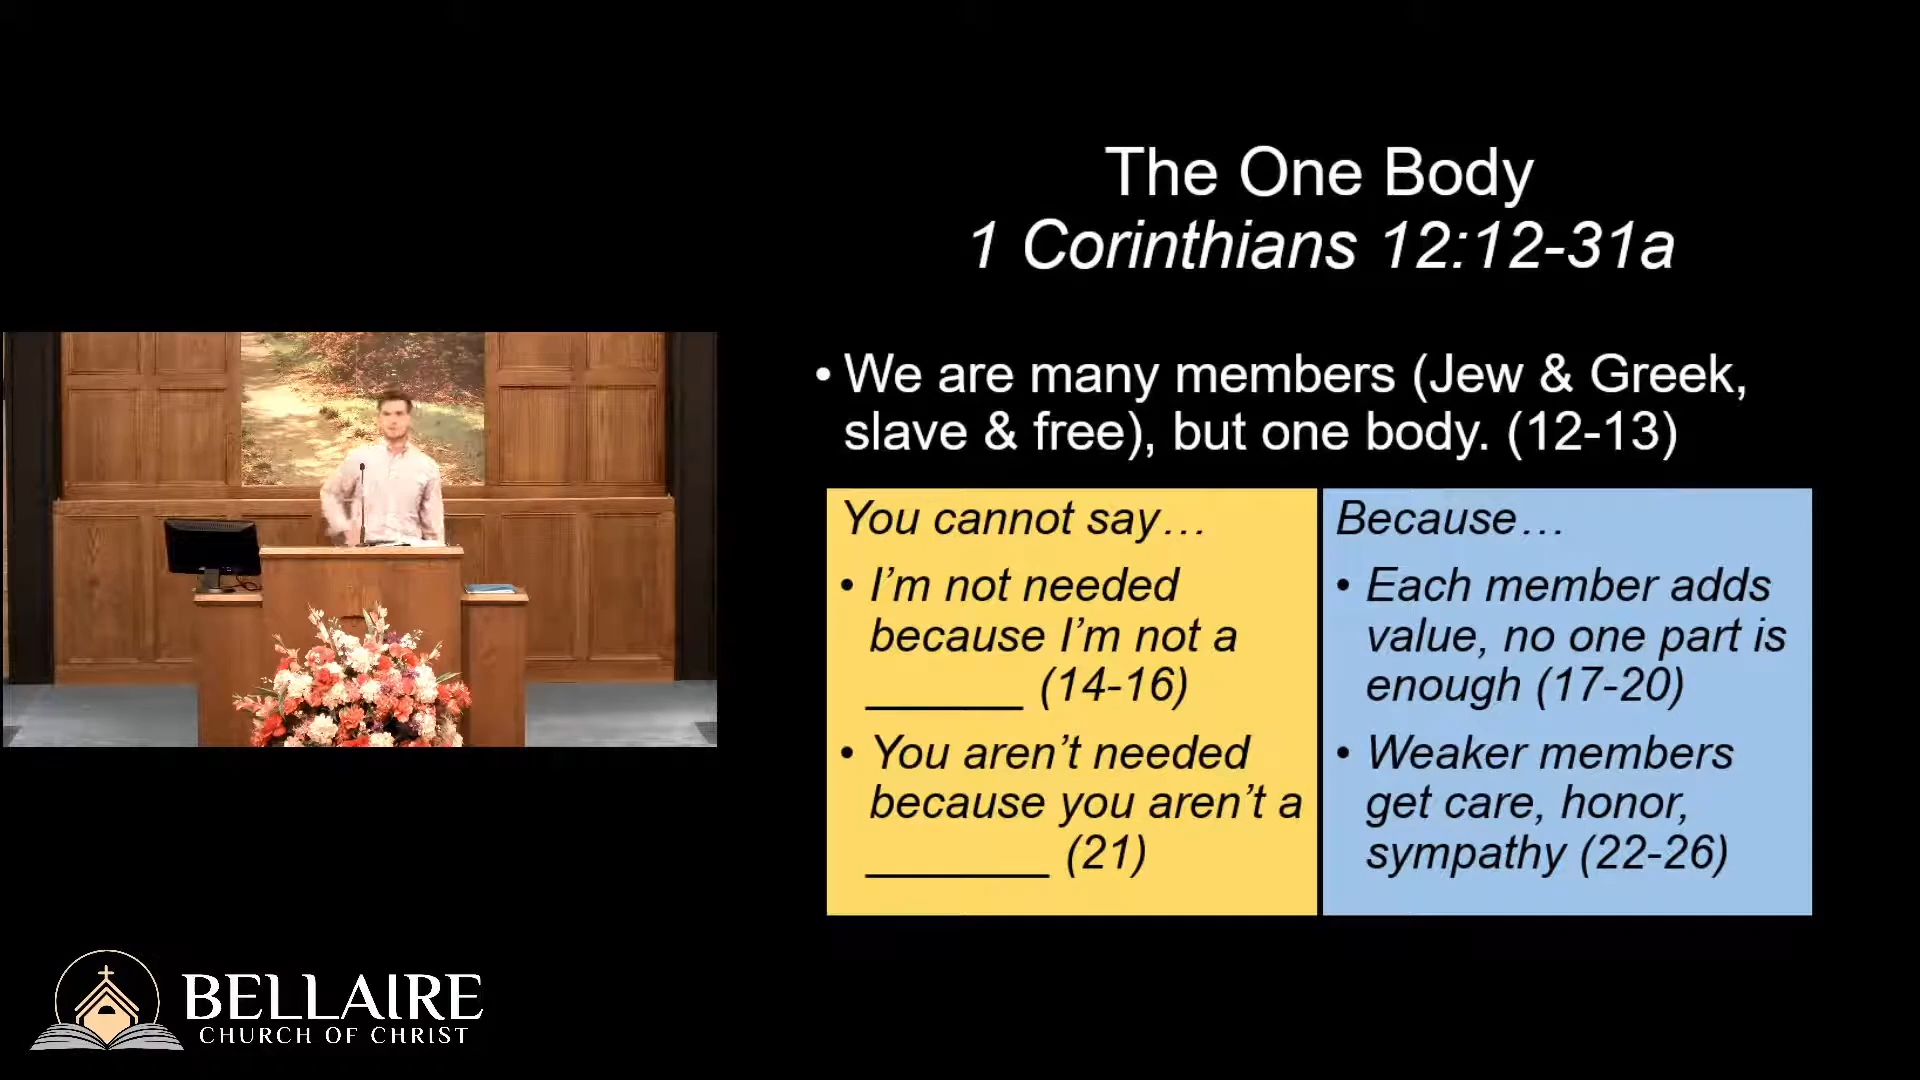 The One Body
1 Corinthians 12:12-31a
• We are many members (Jew & Greek,
slave & free), but one body. (12-13)
You cannot say…
• I’m not needed
because I’m not a
______ (14-16)
• You aren’t needed
because you aren’t a
_______ (21)
Because…
• Each member adds
value, no one part is
enough (17-20)
• Weaker members
get care, honor,
sympathy (22-26)
BELLAIRE
CHURCH OF CHRIST